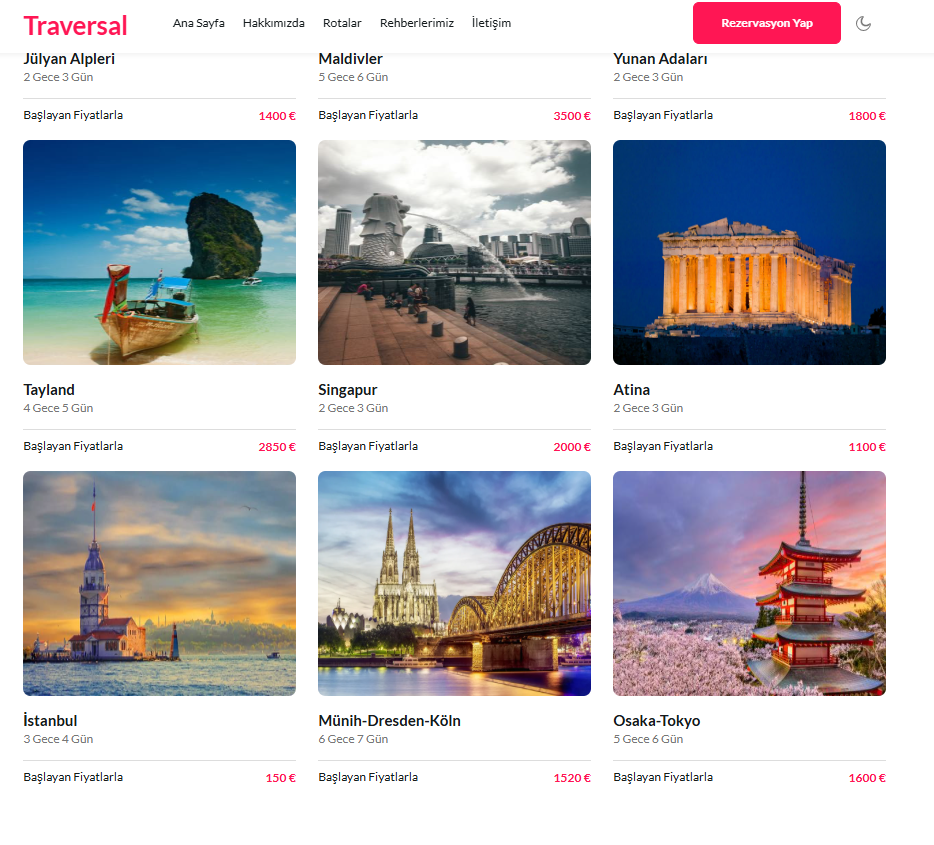 Traversal
Ana Sayfa Hakkımızda Rotalar Rehberlerimiz İletişim
Rezervasyon Yap
Jülyan Alpleri Maldivler Yunan Adaları
2 Gece 3 Gün 5 Gece 6 Gün 2 Gece 3 Gün
Başlayan Fiyatlarla 1400 € Başlayan Fiyatlarla 3500 € Başlayan Fiyatlarla 1800 €
Tayland Singapur Atina
4 Gece 5 Gün 2 Gece 3 Gün 2 Gece 3 Gün
Başlayan Fiyatlarla 2850 € Başlayan Fiyatlarla 2000 € Başlayan Fiyatlarla 1100 €
İstanbul Münih-Dresden-Köln Osaka-Tokyo
3 Gece 4 Gün 6 Gece 7 Gün 5 Gece 6 Gün
Başlayan Fiyatlarla 150 € Başlayan Fiyatlarla 1520 € Başlayan Fiyatlarla 1600 €